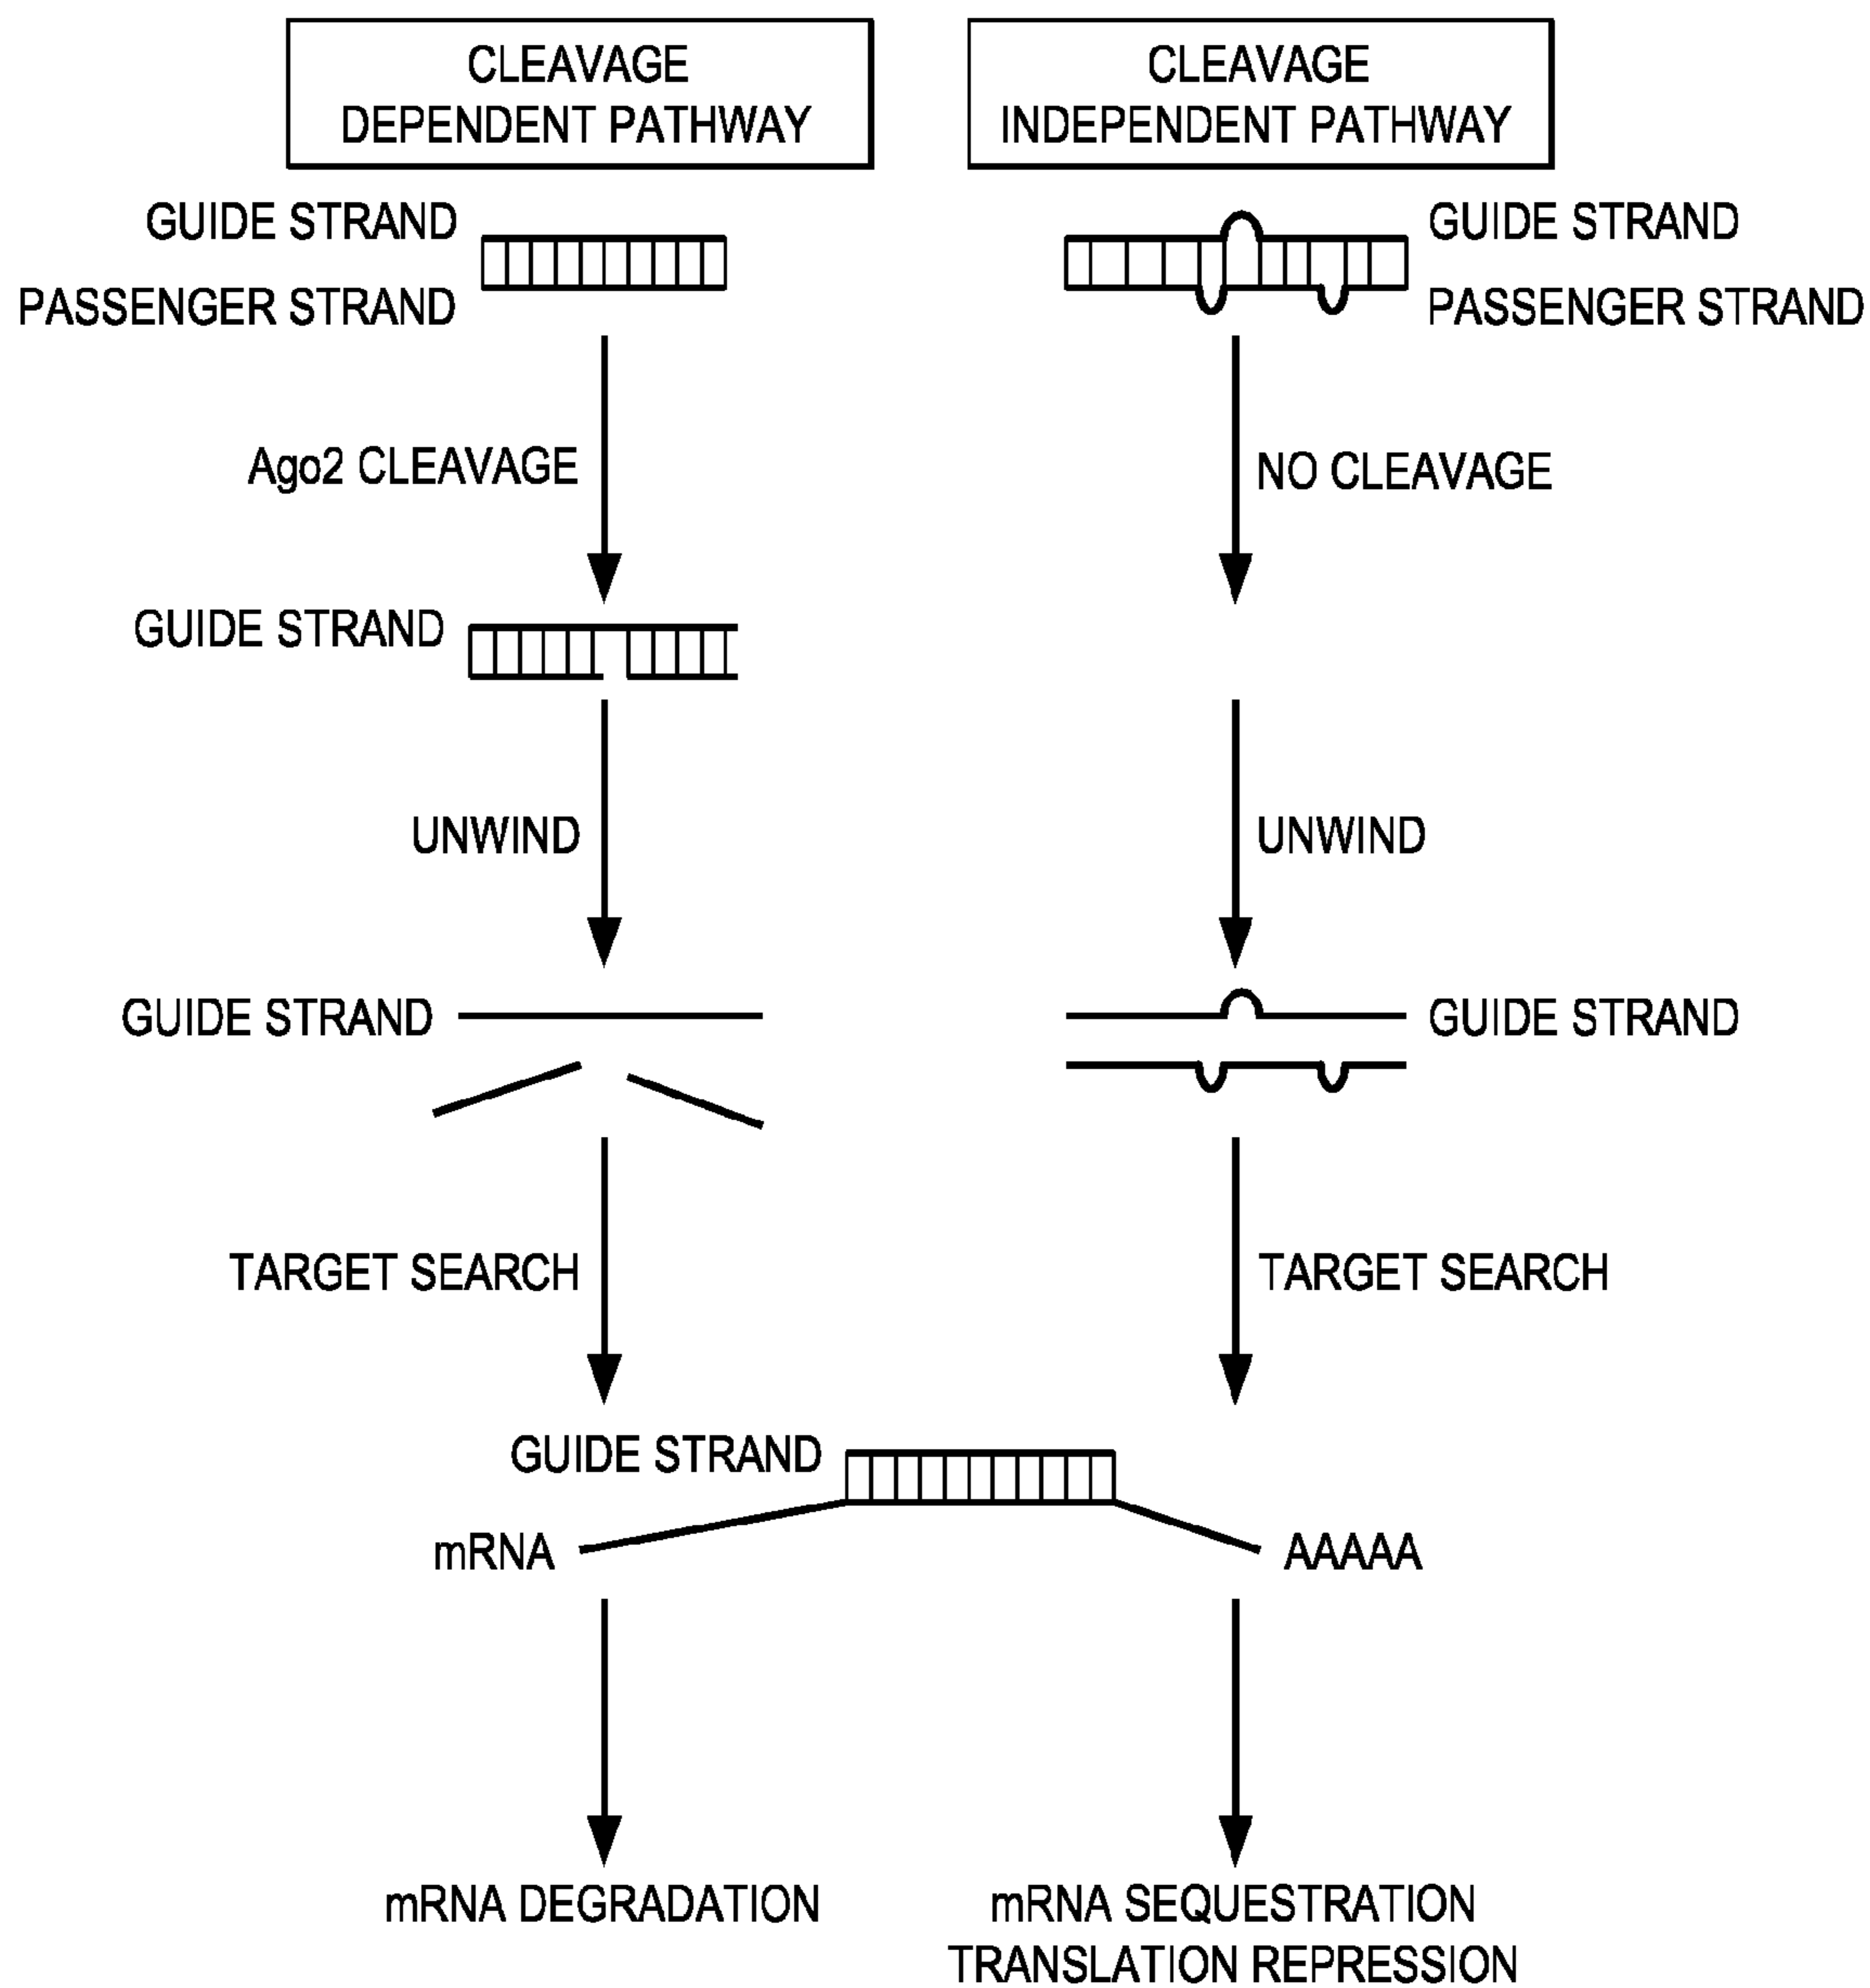 CLEAVAGE
DEPENDENT PATHWAY
CLEAVAGE
INDEPENDENT PATHWAY
GUIDE STRAND
PASSENGER STRAND
GUIDE STRAND
PASSENGER STRAND
Ago2 CLEAVAGE
NO CLEAVAGE
GUIDE STRAND
UNWIND
UNWIND
GUIDE STRAND
GUIDE STRAND
TARGET SEARCH
TARGET SEARCH
GUIDE STRAND
mRNA
AAAAA
mRNA DEGRADATION
mRNA SEQUESTRATION
TRANSLATION REPRESSION